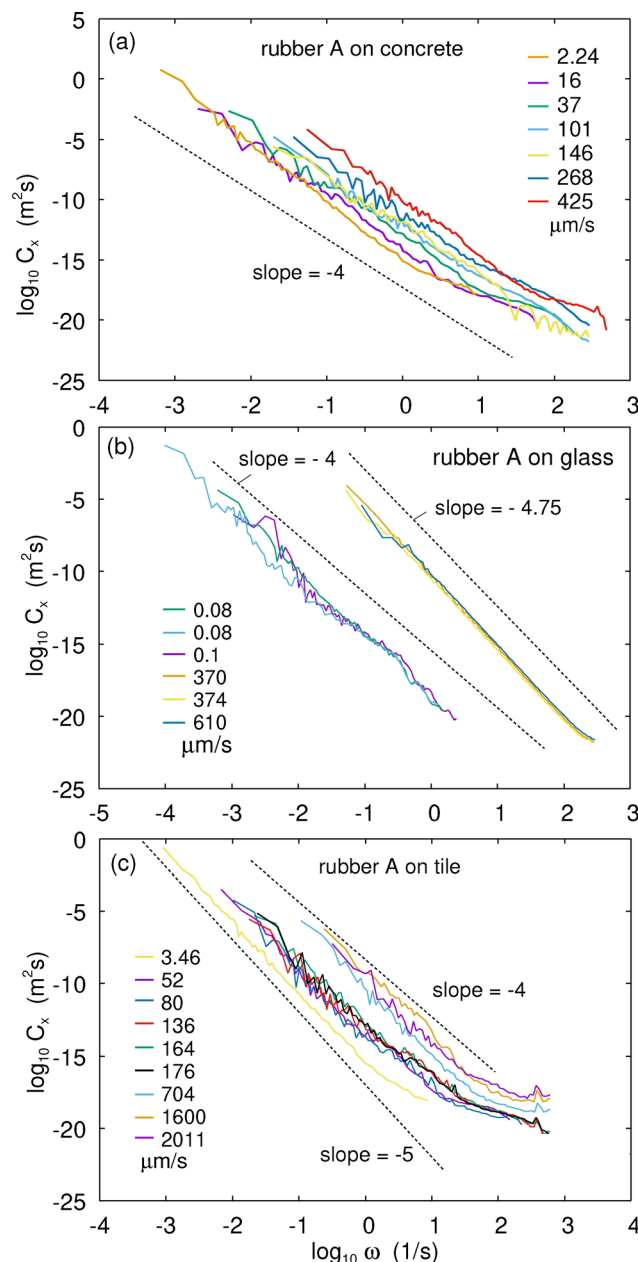 (a)
rubber A on concrete
2.24
16
37
101
146
268
425
μm/s
slope = -4
log₁₀ Cₓ (m²s)
5
0
-5
-10
-15
-20
-25
-4 -3 -2 -1 0 1 2 3
(b)
slope = - 4
rubber A on glass
slope = - 4.75
0.08
0.08
0.1
370
374
610
μm/s
log₁₀ Cₓ (m²s)
0
-5
-10
-15
-20
-25
-5 -4 -3 -2 -1 0 1 2 3
(c)
rubber A on tile
3.46
52
80
136
164
176
704
1600
2011
μm/s
slope = -4
slope = -5
log₁₀ Cₓ (m²s)
0
-5
-10
-15
-20
-25
-4 -3 -2 -1 0 1 2 3 4
log₁₀ ω (1/s)